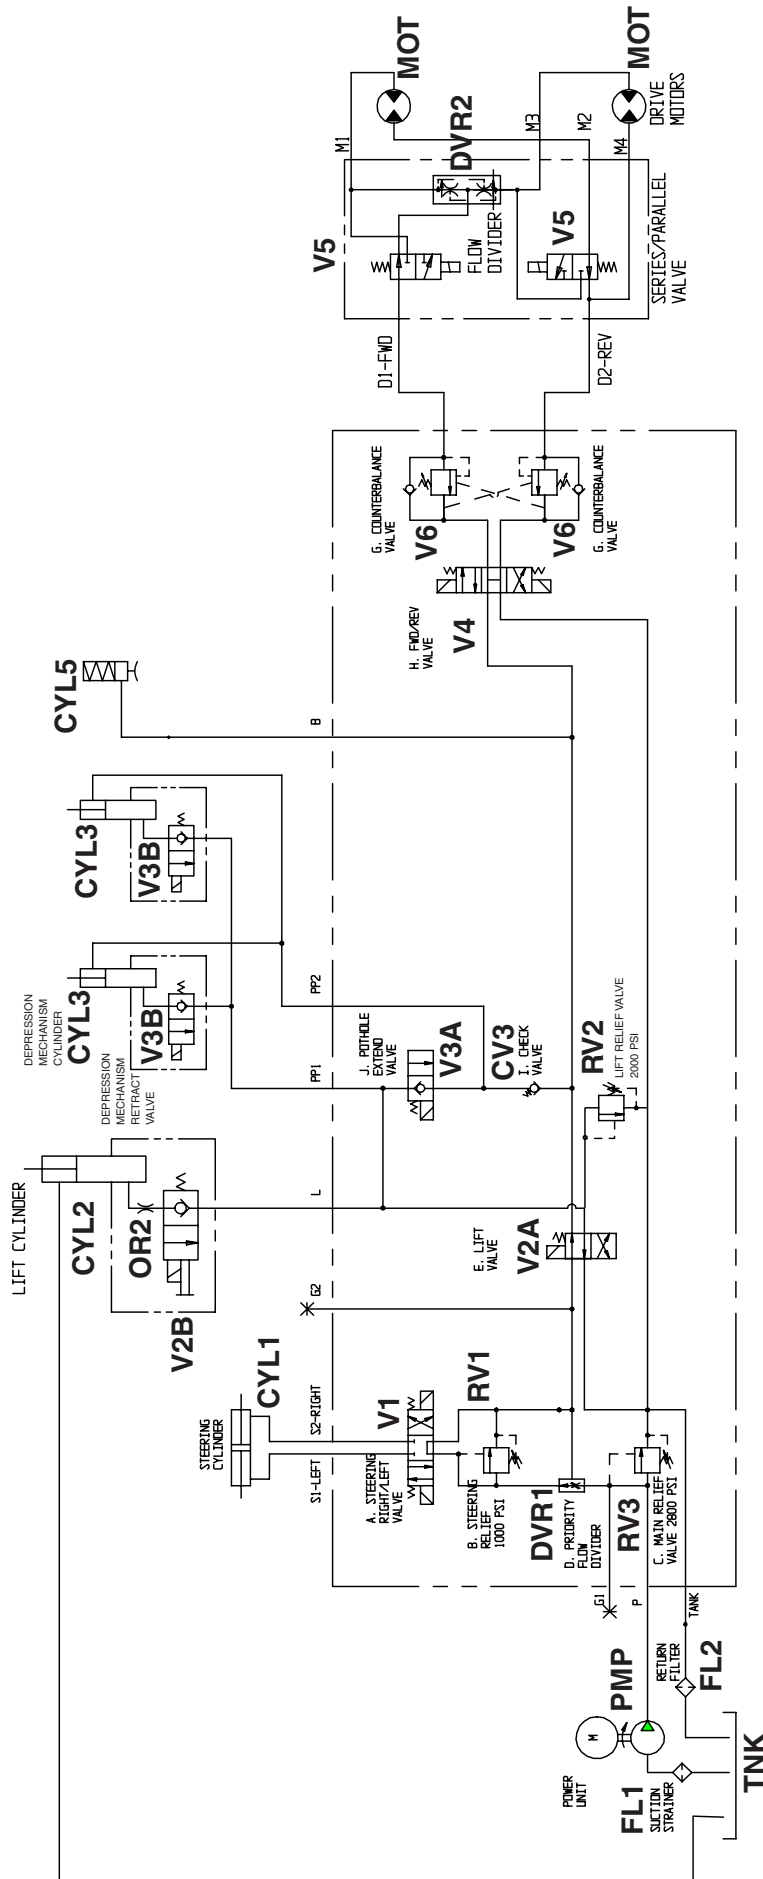 MOT
MOT
DRIVE
MOTORS
M1
M3
M2
M4
DVR2
V5
FLOW
DIVIDER
V5
SERIES/PARALLEL
VALVE
D1-FWD
D2-REV
G. COUNTERBALANCE
VALVE
V6
G. COUNTERBALANCE
VALVE
V6
H. FWD/REV
VALVE
V4
CYL5
B
CYL3
V3B
DEPRESSION
MECHANISM
CYLINDER
CYL3
V3B
DEPRESSION
MECHANISM
RETRACT
VALVE
PP2
PP1
J. POTHOLE
EXTEND
VALVE
V3A
CV3
I. CHECK
VALVE
RV2
LIFT RELIEF VALVE
2000 PSI
LIFT CYLINDER
CYL2
OR2
V2B
L
E. LIFT
VALVE
V2A
G2
CYL1
STEERING
CYLINDER
S2-RIGHT
S1-LEFT
V1
A. STEERING
RIGHT/LEFT
VALVE
RV1
B. STEERING
RELIEF
1000 PSI
DVR1
D. PRIORITY
FLOW
DIVIDER
RV3
C. MAIN RELIEF
VALVE 2800 PSI
G1
P
TANK
RETURN
FILTER
FL2
PMP
M
POWER
UNIT
FL1
SUCTION
STRAINER
TNK